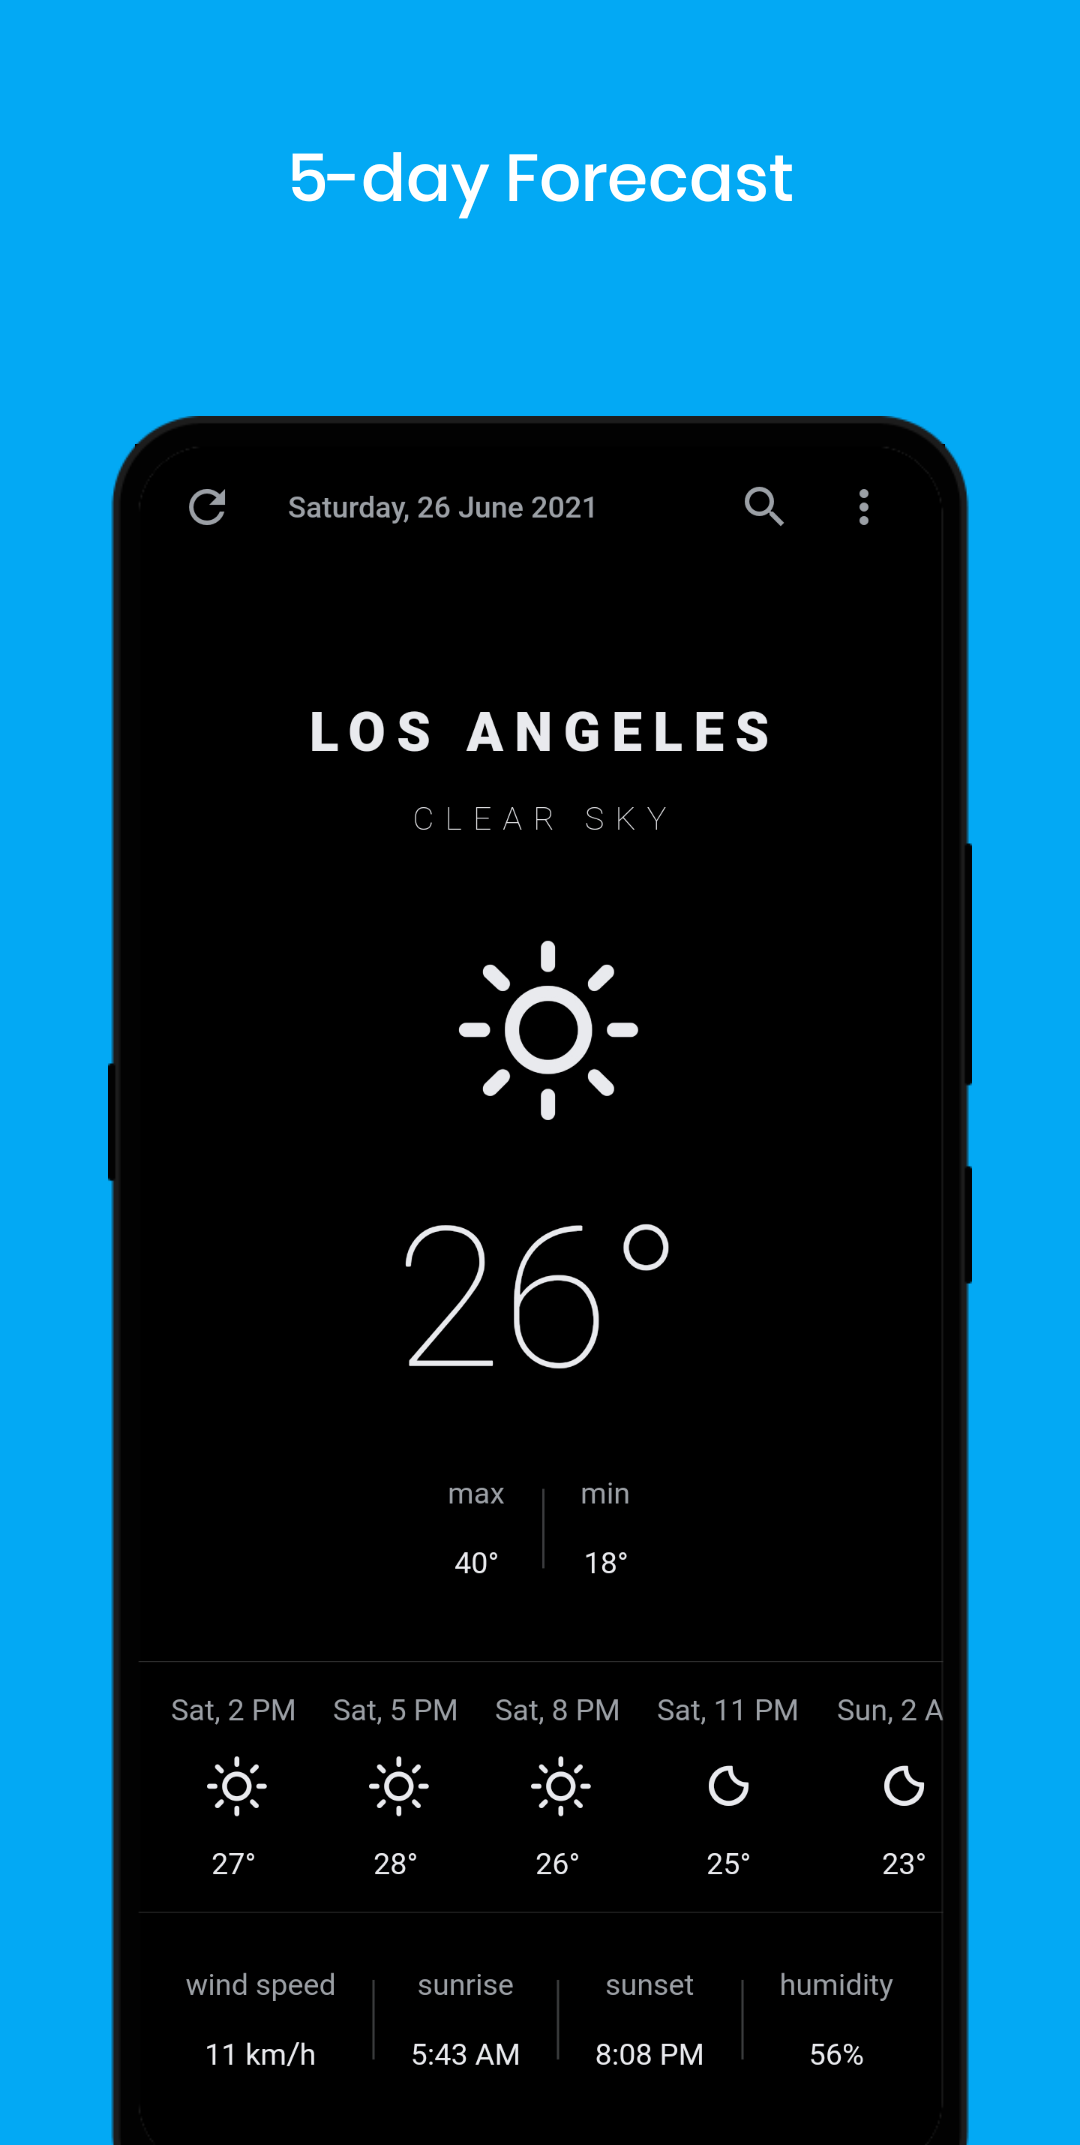 5-day Forecast
Saturday, 26 June 2021
LOS ANGELES
CLEAR SKY
26°
max min
40° 18°
Sat, 2 PM Sat, 5 PM Sat, 8 PM Sat, 11 PM Sun, 2 A
27° 28° 26° 25° 23°
wind speed sunrise sunset humidity
11 km/h 5:43 AM 8:08 PM 56%